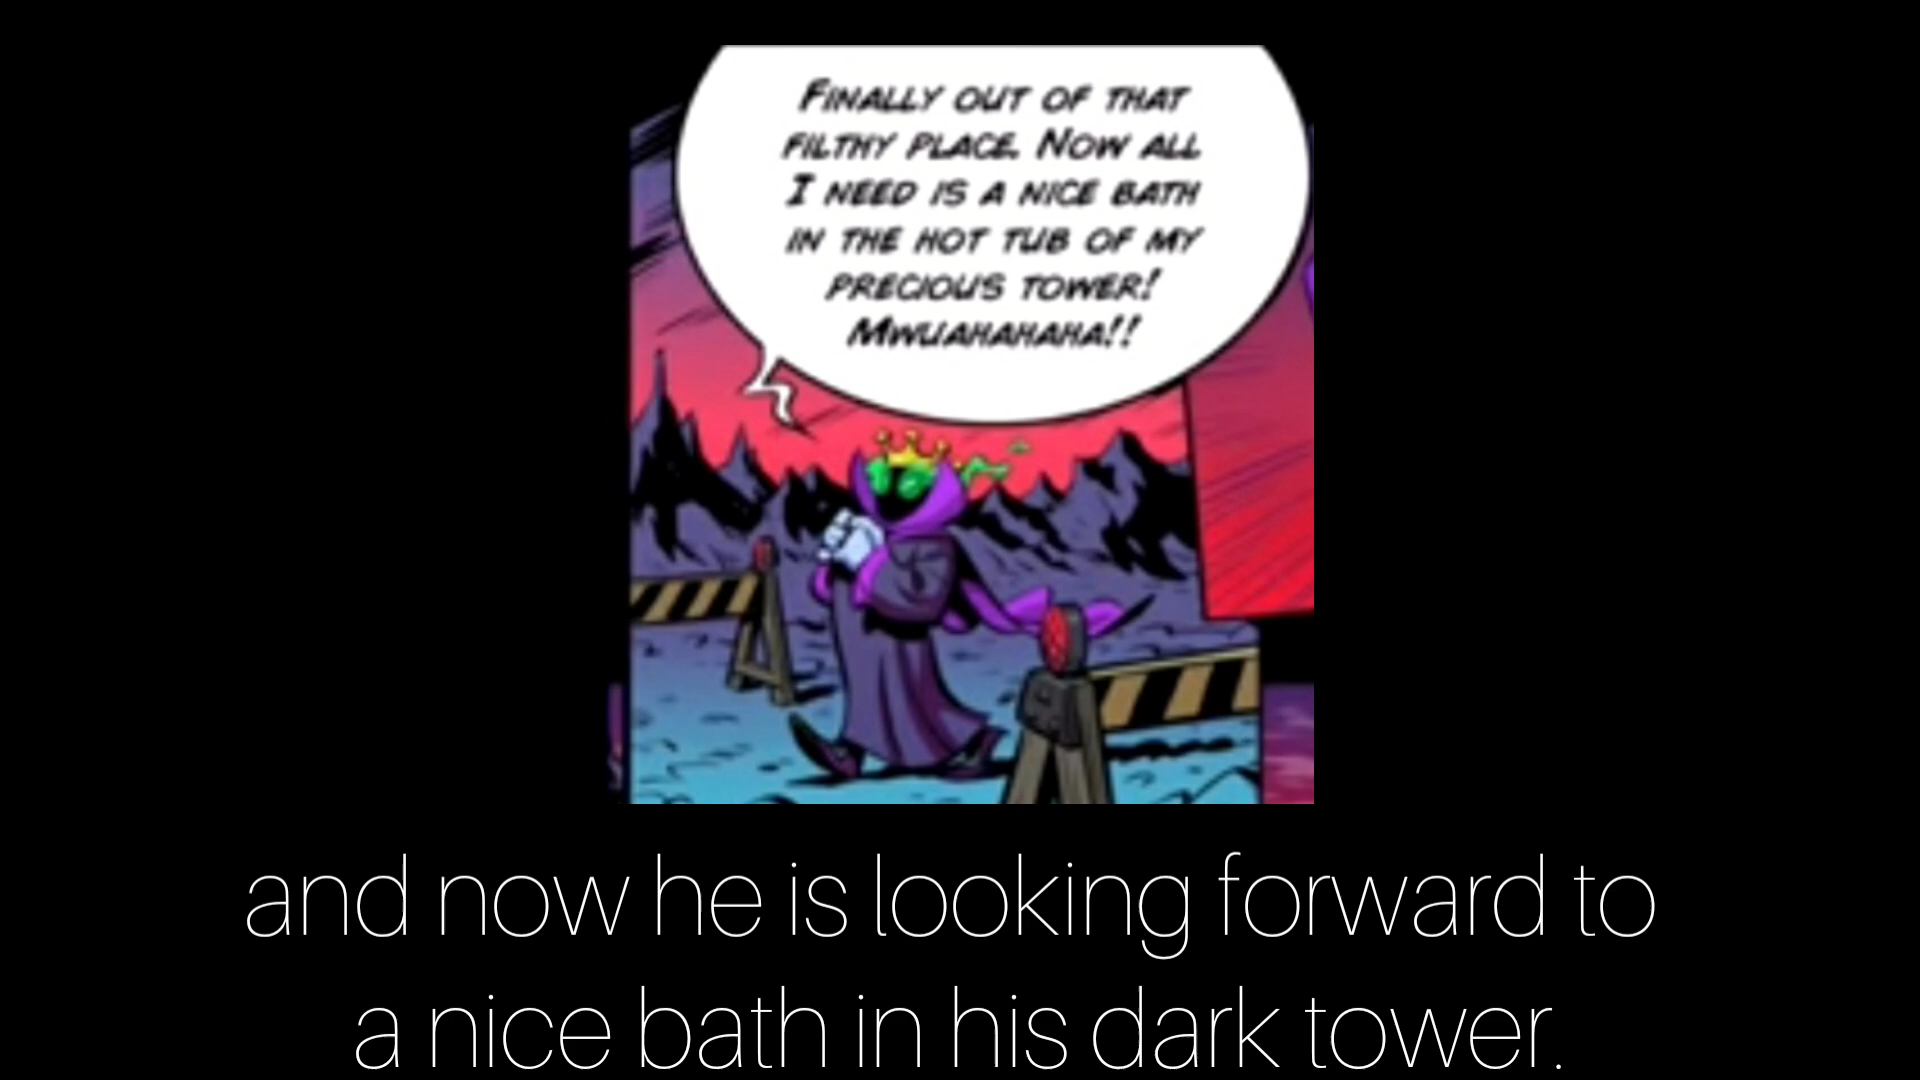 Finally out of that
filthy place. Now all
I need is a nice bath
in the hot tub of my
precious tower!
Mwuahahaha!!
and now he is looking forward to
a nice bath in his dark tower.